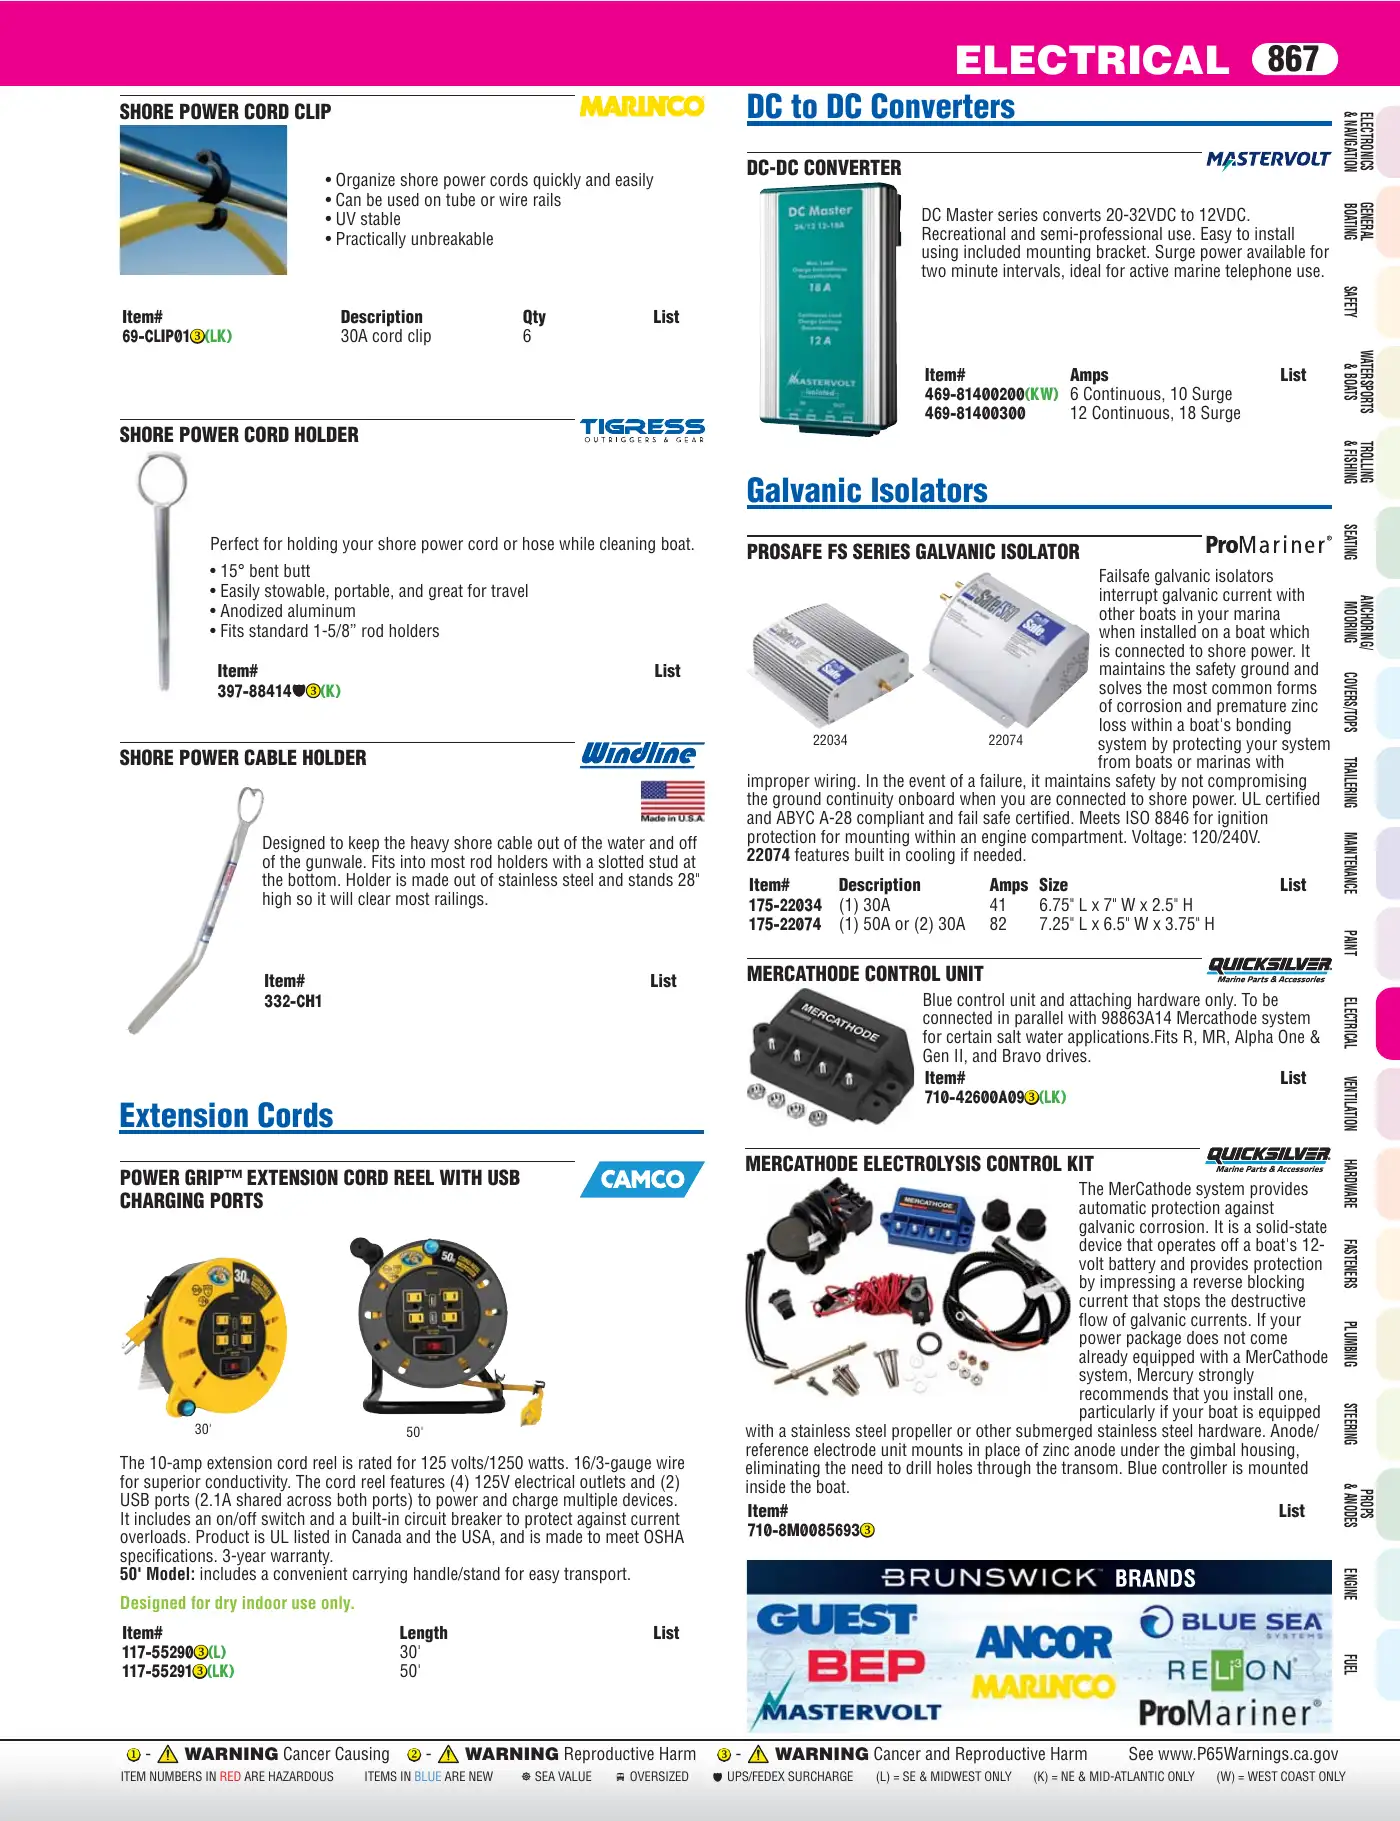 ELECTRICAL 867
SHORE POWER CORD CLIP
MARINCO
• Organize shore power cords quickly and easily
• Can be used on tube or wire rails
• UV stable
• Practically unbreakable
Item# Description Qty List
69-CLIP01③(LK) 30A cord clip 6
SHORE POWER CORD HOLDER
TIGRESS
OUTRIGGERS & GEAR
Perfect for holding your shore power cord or hose while cleaning boat.
• 15° bent butt
• Easily stowable, portable, and great for travel
• Anodized aluminum
• Fits standard 1-5/8” rod holders
Item# List
397-88414③(K)
SHORE POWER CABLE HOLDER
Windline
Made in U.S.A.
Designed to keep the heavy shore cable out of the water and off
of the gunwale. Fits into most rod holders with a slotted stud at
the bottom. Holder is made out of stainless steel and stands 28"
high so it will clear most railings.
Item# List
332-CH1
Extension Cords
POWER GRIP™ EXTENSION CORD REEL WITH USB
CHARGING PORTS
CAMCO
30'
50'
The 10-amp extension cord reel is rated for 125 volts/1250 watts. 16/3-gauge wire
for superior conductivity. The cord reel features (4) 125V electrical outlets and (2)
USB ports (2.1A shared across both ports) to power and charge multiple devices.
It includes an on/off switch and a built-in circuit breaker to protect against current
overloads. Product is UL listed in Canada and the USA, and is made to meet OSHA
specifications. 3-year warranty.
50' Model: includes a convenient carrying handle/stand for easy transport.
Designed for dry indoor use only.
Item# Length List
117-55290③(L) 30'
117-55291③(LK) 50'
DC to DC Converters
DC-DC CONVERTER
MASTERVOLT
DC Master
24/12 12-18A
18 A
12 A
MASTERVOLT
isolated
DC Master series converts 20-32VDC to 12VDC.
Recreational and semi-professional use. Easy to install
using included mounting bracket. Surge power available for
two minute intervals, ideal for active marine telephone use.
Item# Amps List
469-81400200(KW) 6 Continuous, 10 Surge
469-81400300 12 Continuous, 18 Surge
Galvanic Isolators
PROSAFE FS SERIES GALVANIC ISOLATOR
ProMariner®
22034
22074
Failsafe galvanic isolators
interrupt galvanic current with
other boats in your marina
when installed on a boat which
is connected to shore power. It
maintains the safety ground and
solves the most common forms
of corrosion and premature zinc
loss within a boat's bonding
system by protecting your system
from boats or marinas with
improper wiring. In the event of a failure, it maintains safety by not compromising
the ground continuity onboard when you are connected to shore power. UL certified
and ABYC A-28 compliant and fail safe certified. Meets ISO 8846 for ignition
protection for mounting within an engine compartment. Voltage: 120/240V.
22074 features built in cooling if needed.
Item# Description Amps Size List
175-22034 (1) 30A 41 6.75" L x 7" W x 2.5" H
175-22074 (1) 50A or (2) 30A 82 7.25" L x 6.5" W x 3.75" H
MERCATHODE CONTROL UNIT
QUICKSILVER
Marine Parts & Accessories
MERCATHODE
Blue control unit and attaching hardware only. To be
connected in parallel with 98863A14 Mercathode system
for certain salt water applications.Fits R, MR, Alpha One &
Gen II, and Bravo drives.
Item# List
710-42600A09③(LK)
MERCATHODE ELECTROLYSIS CONTROL KIT
QUICKSILVER
Marine Parts & Accessories
MERCATHODE
The MerCathode system provides
automatic protection against
galvanic corrosion. It is a solid-state
device that operates off a boat's 12-
volt battery and provides protection
by impressing a reverse blocking
current that stops the destructive
flow of galvanic currents. If your
power package does not come
already equipped with a MerCathode
system, Mercury strongly
recommends that you install one,
particularly if your boat is equipped
with a stainless steel propeller or other submerged stainless steel hardware. Anode/
reference electrode unit mounts in place of zinc anode under the gimbal housing,
eliminating the need to drill holes through the transom. Blue controller is mounted
inside the boat.
Item# List
710-8M0085693③
BRUNSWICK™ BRANDS
GUEST
BEP
MASTERVOLT
ANCOR
MARINCO
BLUE SEA
SYSTEMS
RELi³ON
ProMariner®
ELECTRONICS
& NAVIGATION
GENERAL
BOATING
SAFETY
WATERSPORTS
& BOATS
TROLLING
& FISHING
SEATING
ANCHORING/
MOORING
COVERS/TOPS
TRAILERING
MAINTENANCE
PAINT
ELECTRICAL
VENTILATION
HARDWARE
FASTENERS
PLUMBING
STEERING
PROPS
& ANODES
ENGINE
FUEL
① - ⚠ WARNING Cancer Causing ② - ⚠ WARNING Reproductive Harm ③ - ⚠ WARNING Cancer and Reproductive Harm See www.P65Warnings.ca.gov
ITEM NUMBERS IN RED ARE HAZARDOUS ITEMS IN BLUE ARE NEW SEA VALUE OVERSIZED UPS/FEDEX SURCHARGE (L) = SE & MIDWEST ONLY (K) = NE & MID-ATLANTIC ONLY (W) = WEST COAST ONLY